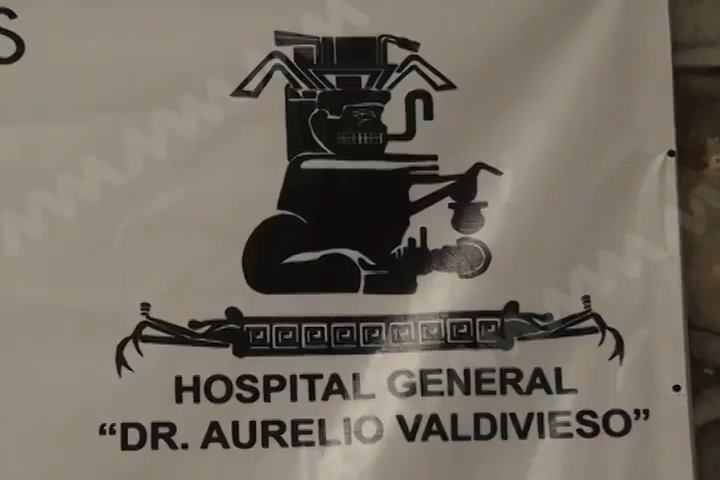 S
HOSPITAL GENERAL
“DR. AURELIO VALDIVIESO”